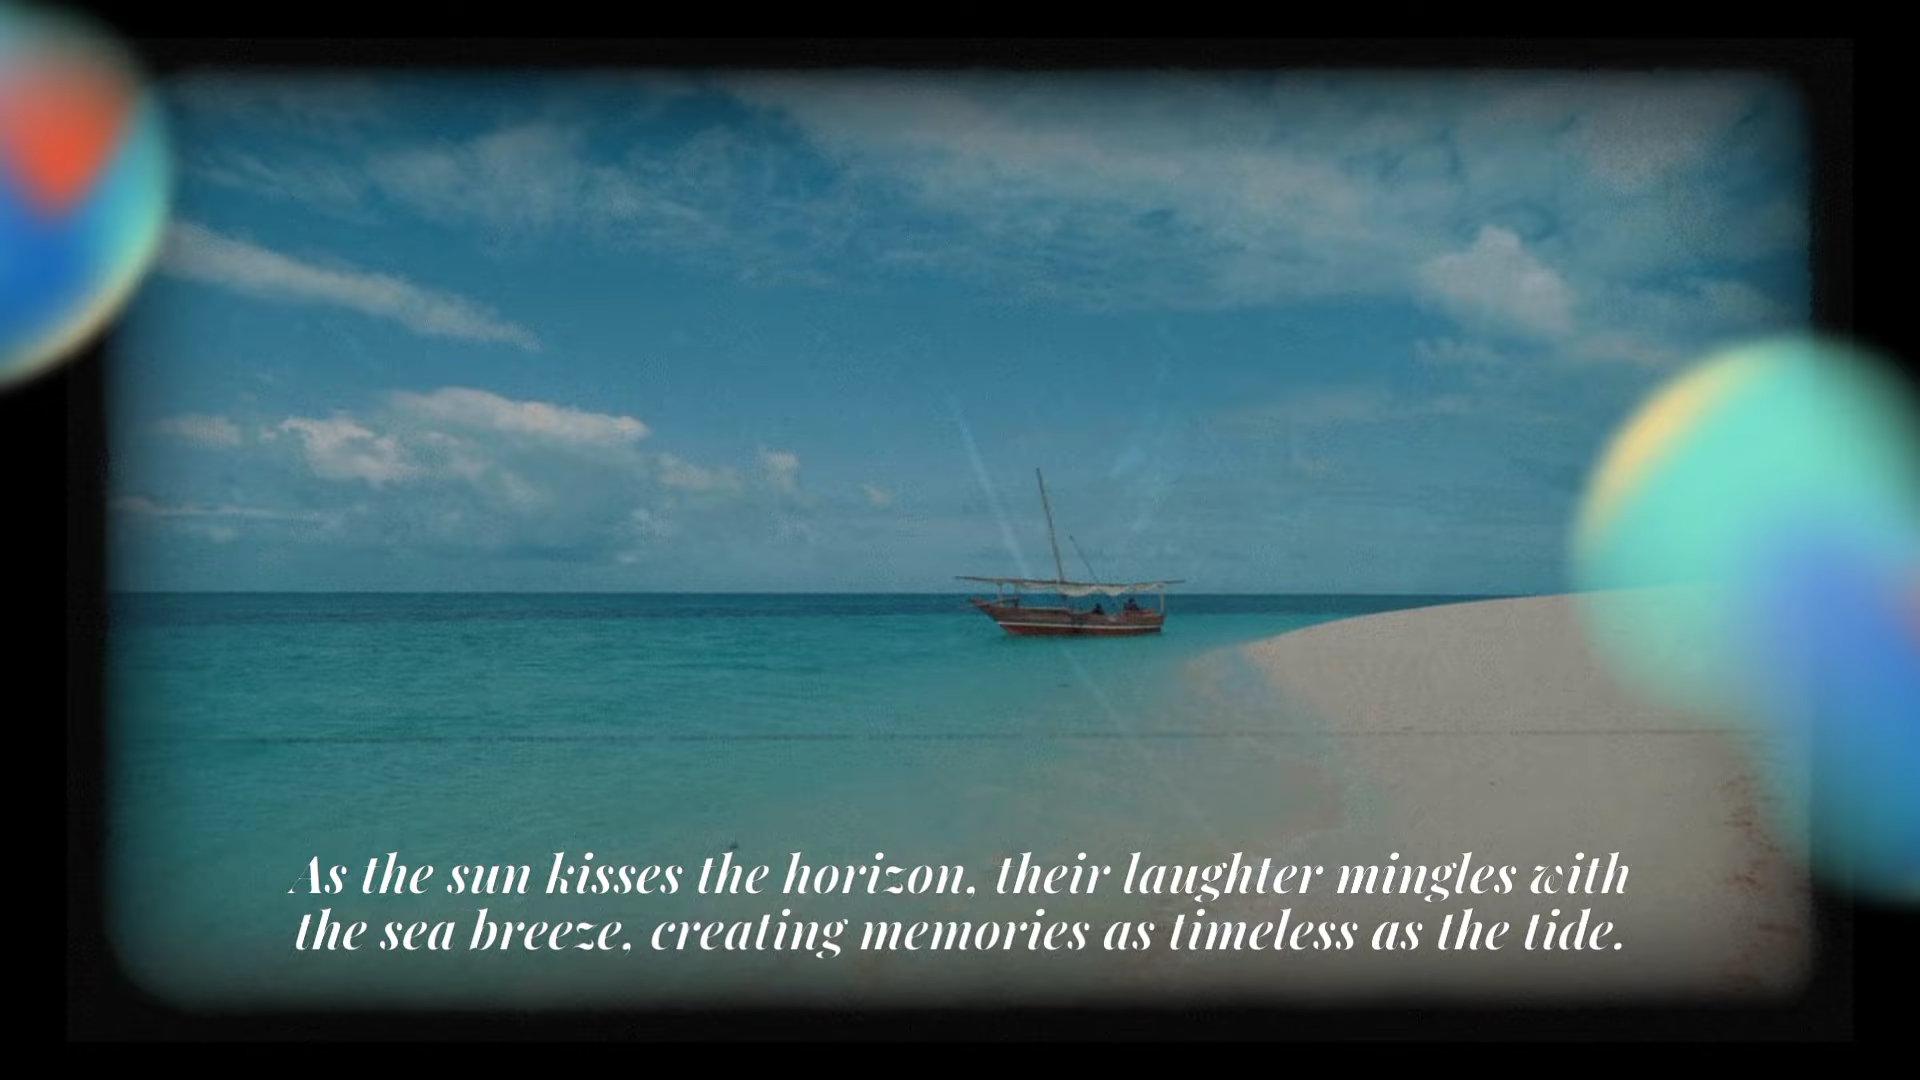 As the sun kisses the horizon, their laughter mingles with
the sea breeze, creating memories as timeless as the tide.